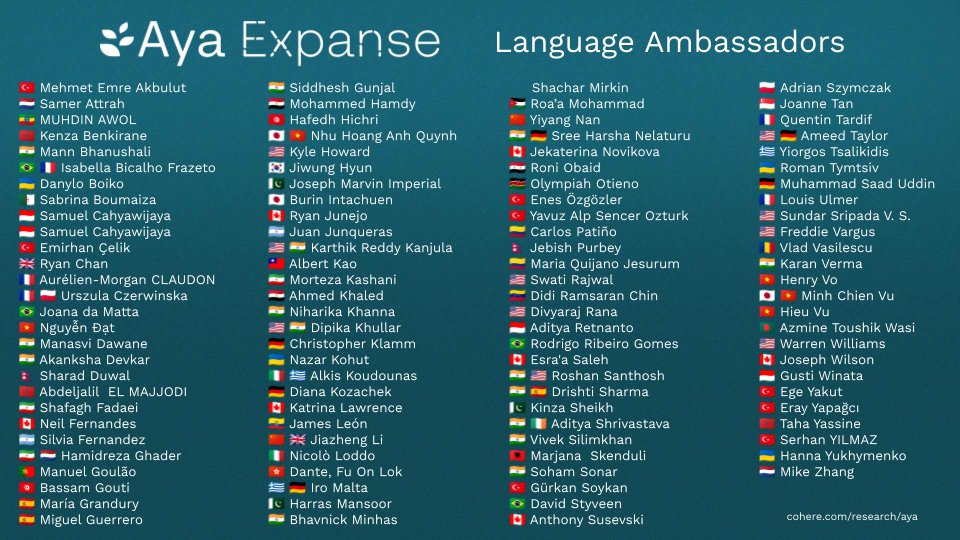 Aya Expanse
Language Ambassadors
Mehmet Emre Akbulut
Samer Attrah
MUHDIN AWOL
Kenza Benkirane
Mann Bhanushali
Isabella Bicalho Frazeto
Danylo Boiko
Sabrina Boumaiza
Samuel Cahyawijaya
Samuel Cahyawijaya
Emirhan Çelik
Ryan Chan
Aurélien-Morgan CLAUDON
Urszula Czerwinska
Joana da Matta
Nguyễn Đạt
Manasvi Dawane
Akanksha Devkar
Sharad Duwal
Abdeljalil EL MAJJODI
Shafagh Fadaei
Neil Fernandes
Silvia Fernandez
Hamidreza Ghader
Manuel Goulão
Bassam Gouti
María Grandury
Miguel Guerrero
Siddhesh Gunjal
Mohammed Hamdy
Hafedh Hichri
Nhu Hoang Anh Quynh
Kyle Howard
Jiwung Hyun
Joseph Marvin Imperial
Burin Intachuen
Ryan Junejo
Juan Junqueras
Karthik Reddy Kanjula
Albert Kao
Morteza Kashani
Ahmed Khaled
Niharika Khanna
Dipika Khullar
Christopher Klamm
Nazar Kohut
Alkis Koudounas
Diana Kozachek
Katrina Lawrence
James León
Jiazheng Li
Nicolò Loddo
Dante, Fu On Lok
Iro Malta
Harras Mansoor
Bhavnick Minhas
Shachar Mirkin
Roa'a Mohammad
Yiyang Nan
Sree Harsha Nelaturu
Jekaterina Novikova
Roni Obaid
Olympiah Otieno
Enes Özgözler
Yavuz Alp Sencer Ozturk
Carlos Patiño
Jebish Purbey
Maria Quijano Jesurum
Swati Rajwal
Didi Ramsaran Chin
Divyaraj Rana
Aditya Retnanto
Rodrigo Ribeiro Gomes
Esra'a Saleh
Roshan Santhosh
Drishti Sharma
Kinza Sheikh
Aditya Shrivastava
Vivek Silimkhan
Marjana Skenduli
Soham Sonar
Gürkan Soykan
David Styveen
Anthony Susevski
Adrian Szymczak
Joanne Tan
Quentin Tardif
Ameed Taylor
Yiorgos Tsalikidis
Roman Tymtsiv
Muhammad Saad Uddin
Louis Ulmer
Sundar Sripada V. S.
Freddie Vargus
Vlad Vasilescu
Karan Verma
Henry Vo
Minh Chien Vu
Hieu Vu
Azmine Toushik Wasi
Warren Williams
Joseph Wilson
Gusti Winata
Ege Yakut
Eray Yapağcı
Taha Yassine
Serhan YILMAZ
Hanna Yukhymenko
Mike Zhang
cohere.com/research/aya